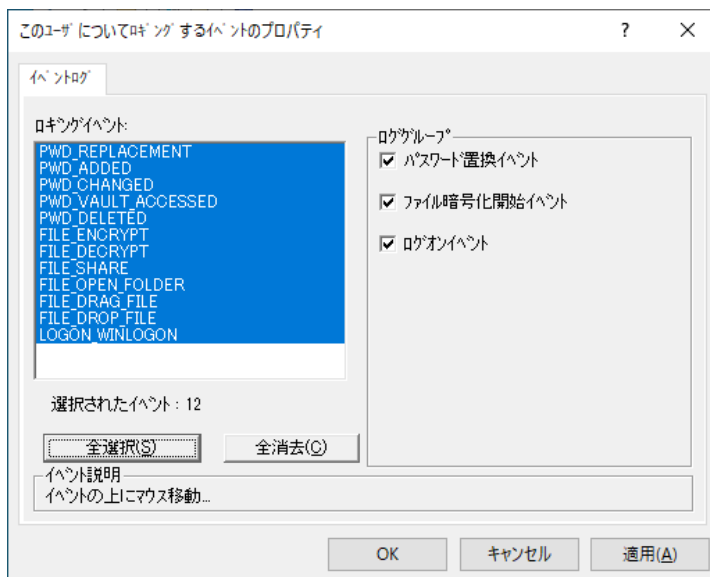 このﾕｰｻﾞについてﾛｷﾞﾝｸﾞするｲﾍﾞﾝﾄのプロパティ
? ×
ｲﾍﾞﾝﾄﾛｸﾞ
ﾛｷﾞﾝｸﾞｲﾍﾞﾝﾄ:
PWD_REPLACEMENT
PWD_ADDED
PWD_CHANGED
PWD_VAULT_ACCESSED
PWD_DELETED
FILE_ENCRYPT
FILE_DECRYPT
FILE_SHARE
FILE_OPEN_FOLDER
FILE_DRAG_FILE
FILE_DROP_FILE
LOGON_WINLOGON
選択されたｲﾍﾞﾝﾄ : 12
全選択(S)
全消去(C)
ﾛｸﾞｸﾞﾙｰﾌﾟ
ﾊﾟｽﾜｰﾄﾞ置換ｲﾍﾞﾝﾄ
ﾌｧｲﾙ暗号化開始ｲﾍﾞﾝﾄ
ﾛｸﾞｵﾝｲﾍﾞﾝﾄ
ｲﾍﾞﾝﾄ説明
ｲﾍﾞﾝﾄの上にﾏｳｽ移動...
OK
キャンセル
適用(A)